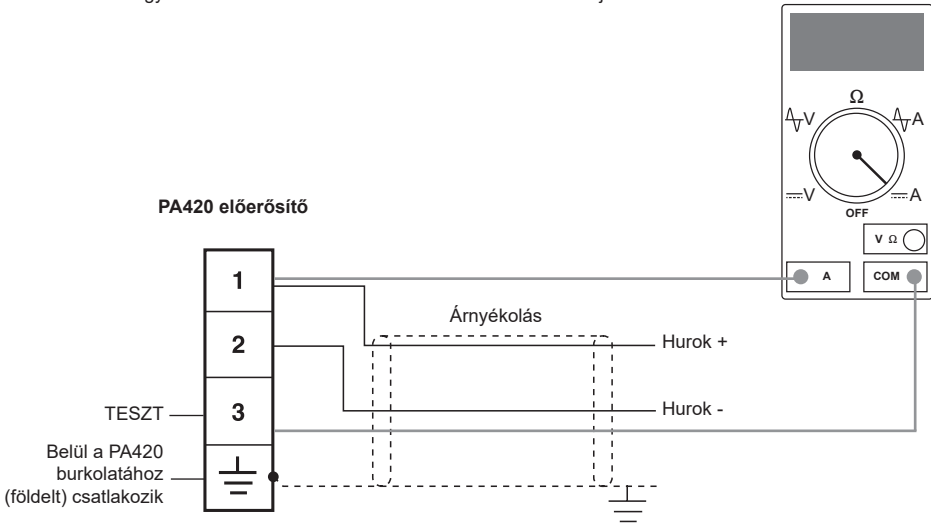 Ω
V
A
V
A
OFF
V Ω
A
COM
PA420 előerősítő
1
2
3
Árnyékolás
Hurok +
Hurok -
TESZT
Belül a PA420
burkolatához
(földelt) csatlakozik